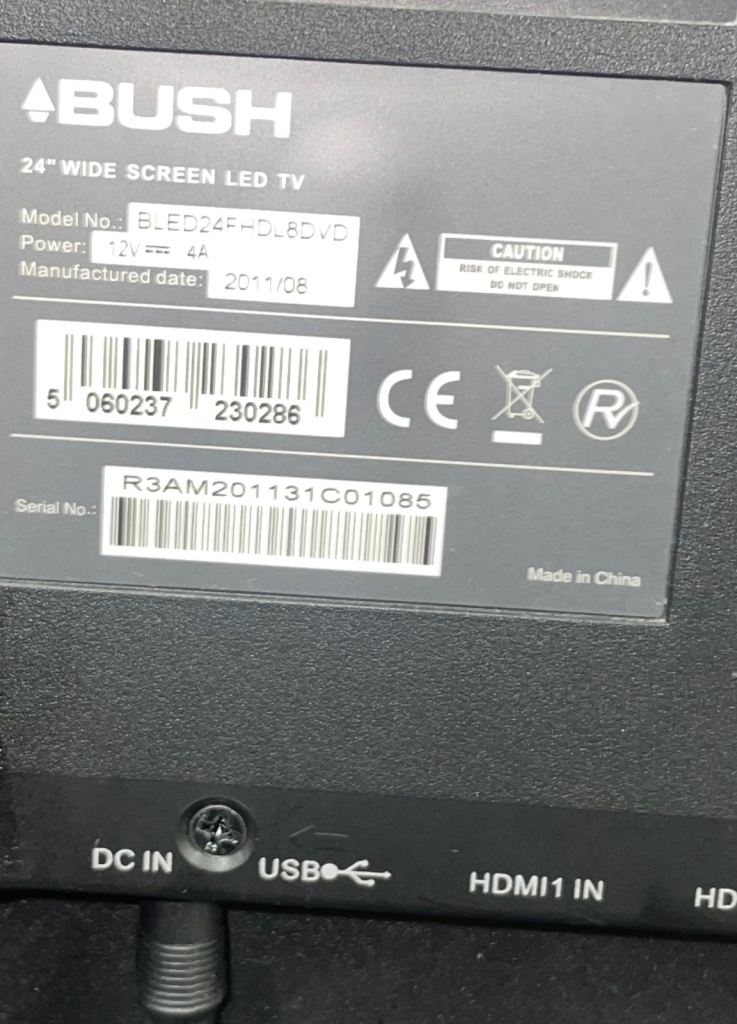 BUSH
24" WIDE SCREEN LED TV
Model No.: BLED24FHDL8DVD
Power: 12V 4A
Manufactured date: 2011/08
CAUTION
RISK OF ELECTRIC SHOCK
DO NOT OPEN
5 060237 230286
CE
R
Serial No.: R3AM201131C01085
Made in China
DC IN
USB
HDMI1 IN
HD